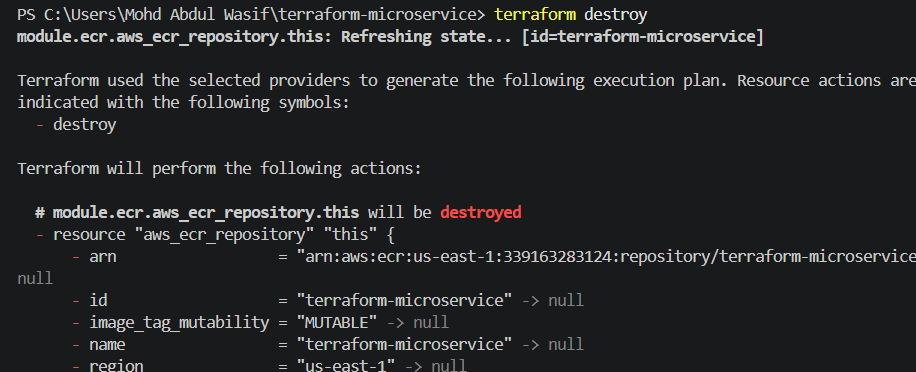 PS C:\Users\Mohd Abdul Wasif\terraform-microservice> terraform destroy
module.ecr.aws_ecr_repository.this: Refreshing state... [id=terraform-microservice]
Terraform used the selected providers to generate the following execution plan. Resource actions are
indicated with the following symbols:
- destroy
Terraform will perform the following actions:
# module.ecr.aws_ecr_repository.this will be destroyed
- resource "aws_ecr_repository" "this" {
- arn = "arn:aws:ecr:us-east-1:339163283124:repository/terraform-microservice
null
- id = "terraform-microservice" -> null
- image_tag_mutability = "MUTABLE" -> null
- name = "terraform-microservice" -> null
- region = "us-east-1" -> null